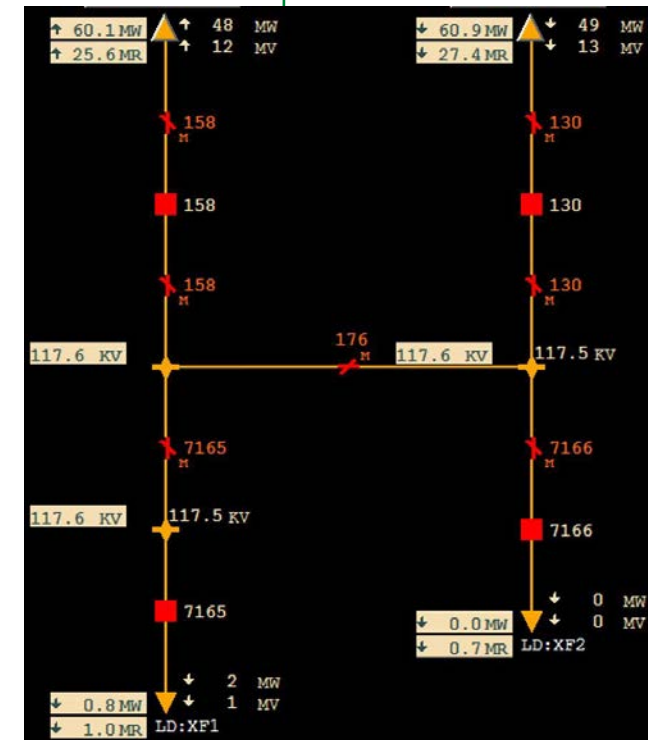 ↑ 60.1 MW ↑ 48 MW
↑ 25.6 MR ↑ 12 MV
↓ 60.9 MW ↓ 49 MW
↓ 27.4 MR ↓ 13 MV
158
M
130
M
158
130
158
M
130
M
176
M
117.6 KV
117.6 KV
117.5 KV
7165
M
7166
M
117.6 KV
117.5 KV
7166
7165
↓ 0 MW
↓ 0.0 MW ↓ 0 MV
↓ 0.7 MR LD:XF2
↓ 2 MW
↓ 0.8 MW ↓ 1 MV
↓ 1.0 MR LD:XF1